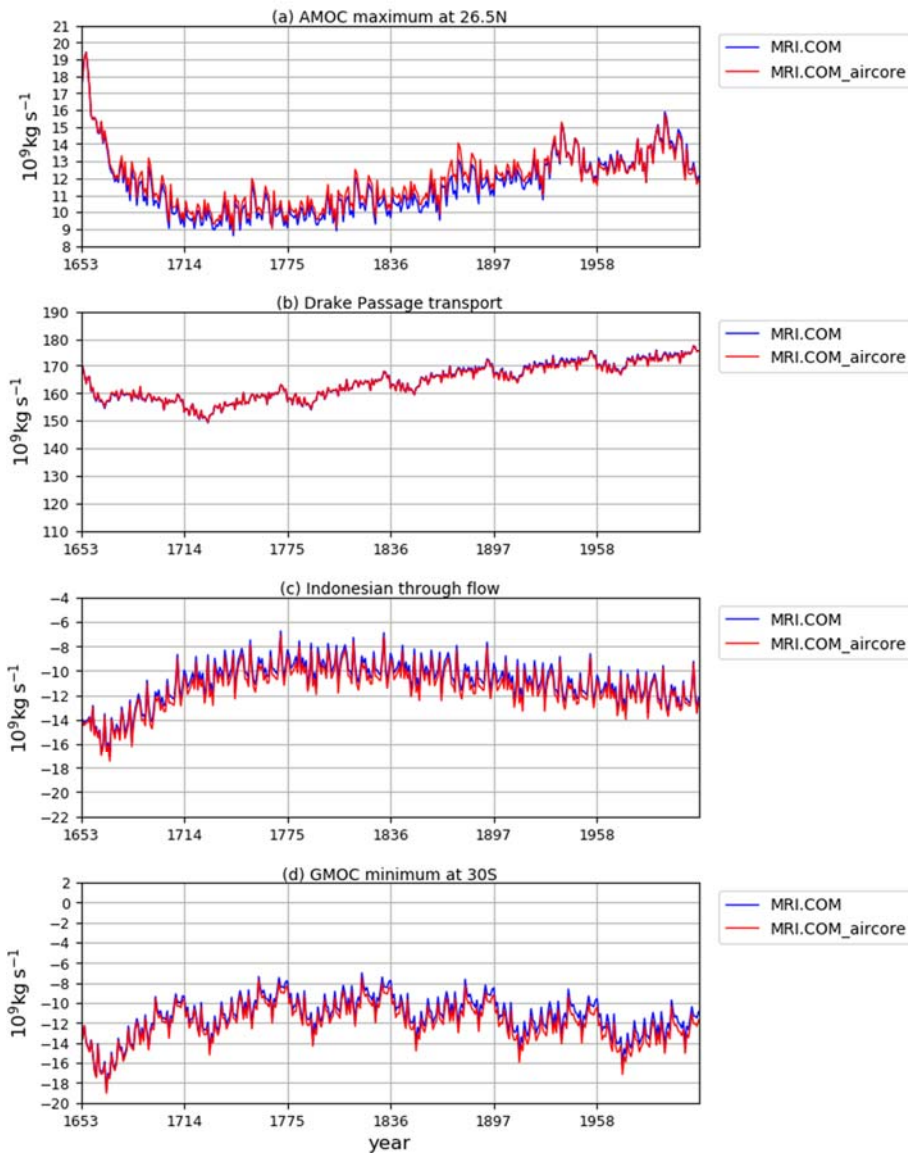 (a) AMOC maximum at 26.5N
21
20
19
18
17
16
15
14
13
12
11
10
9
8
10⁹kg s⁻¹
1653 1714 1775 1836 1897 1958
MRI.COM
MRI.COM_aircore
(b) Drake Passage transport
190
180
170
160
150
140
130
120
110
10⁹kg s⁻¹
1653 1714 1775 1836 1897 1958
MRI.COM
MRI.COM_aircore
(c) Indonesian through flow
−4
−6
−8
−10
−12
−14
−16
−18
−20
−22
10⁹kg s⁻¹
1653 1714 1775 1836 1897 1958
MRI.COM
MRI.COM_aircore
(d) GMOC minimum at 30S
2
0
−2
−4
−6
−8
−10
−12
−14
−16
−18
−20
10⁹kg s⁻¹
1653 1714 1775 1836 1897 1958
year
MRI.COM
MRI.COM_aircore